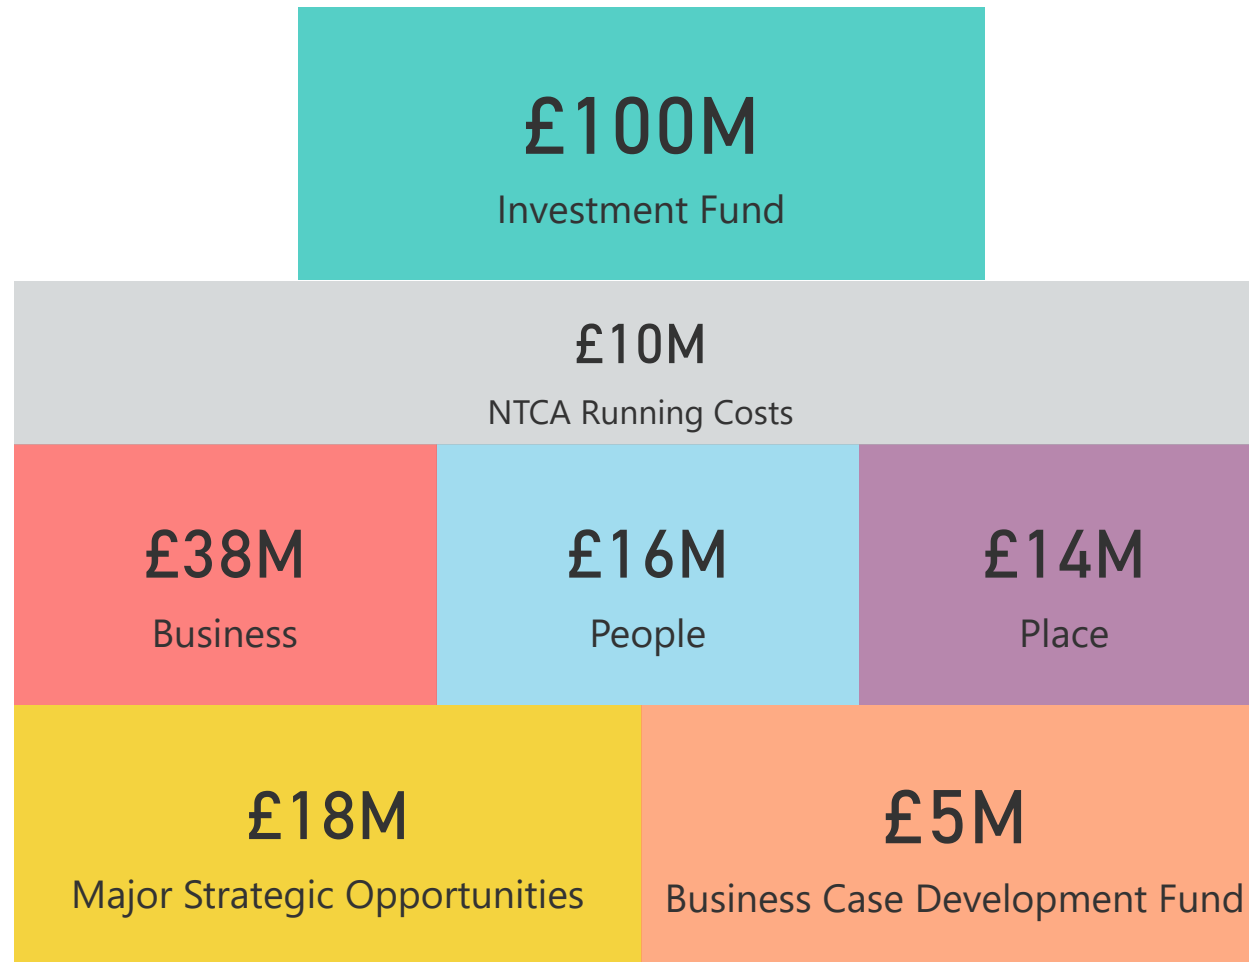 £100M
Investment Fund
£10M
NTCA Running Costs
£38M
Business
£16M
People
£14M
Place
£18M
Major Strategic Opportunities
£5M
Business Case Development Fund